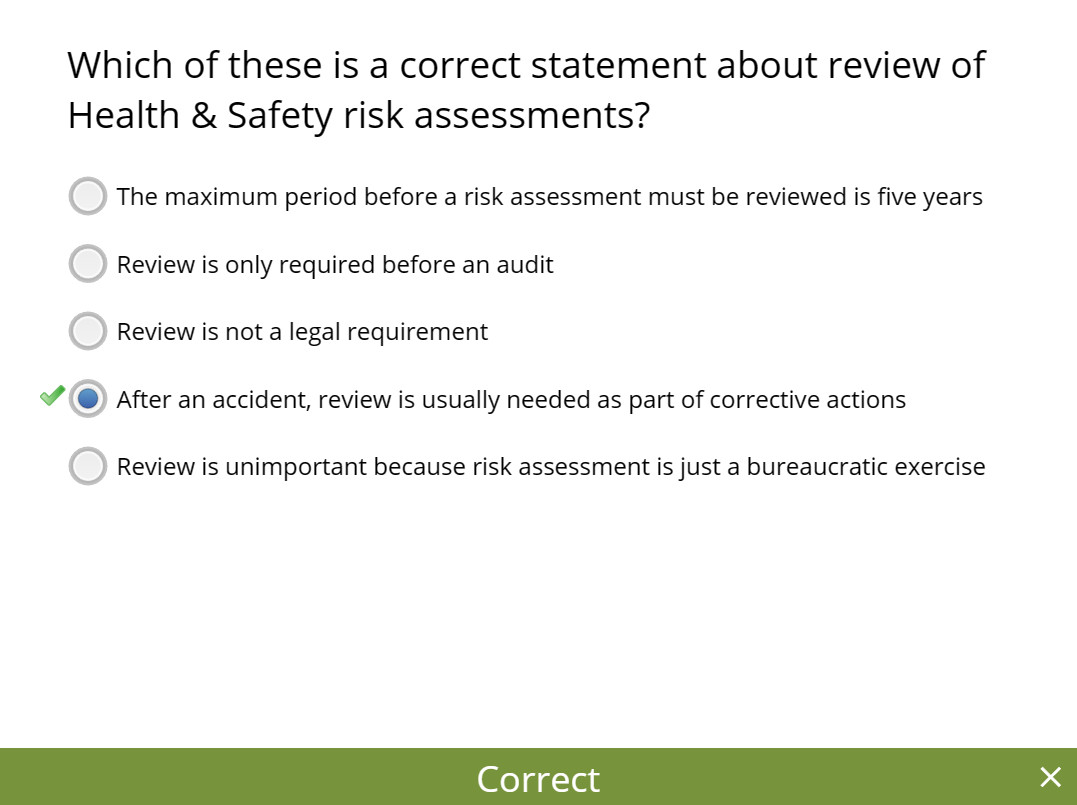 Which of these is a correct statement about review of
Health & Safety risk assessments?
The maximum period before a risk assessment must be reviewed is five years
Review is only required before an audit
Review is not a legal requirement
After an accident, review is usually needed as part of corrective actions
Review is unimportant because risk assessment is just a bureaucratic exercise
Correct